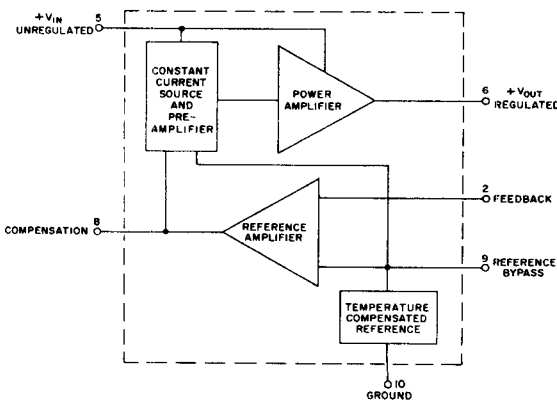 +VIN
UNREGULATED
5
CONSTANT
CURRENT
SOURCE
AND
PRE-
AMPLIFIER
POWER
AMPLIFIER
6
+VOUT
REGULATED
2
FEEDBACK
COMPENSATION
8
REFERENCE
AMPLIFIER
9
REFERENCE
BYPASS
TEMPERATURE
COMPENSATED
REFERENCE
10
GROUND